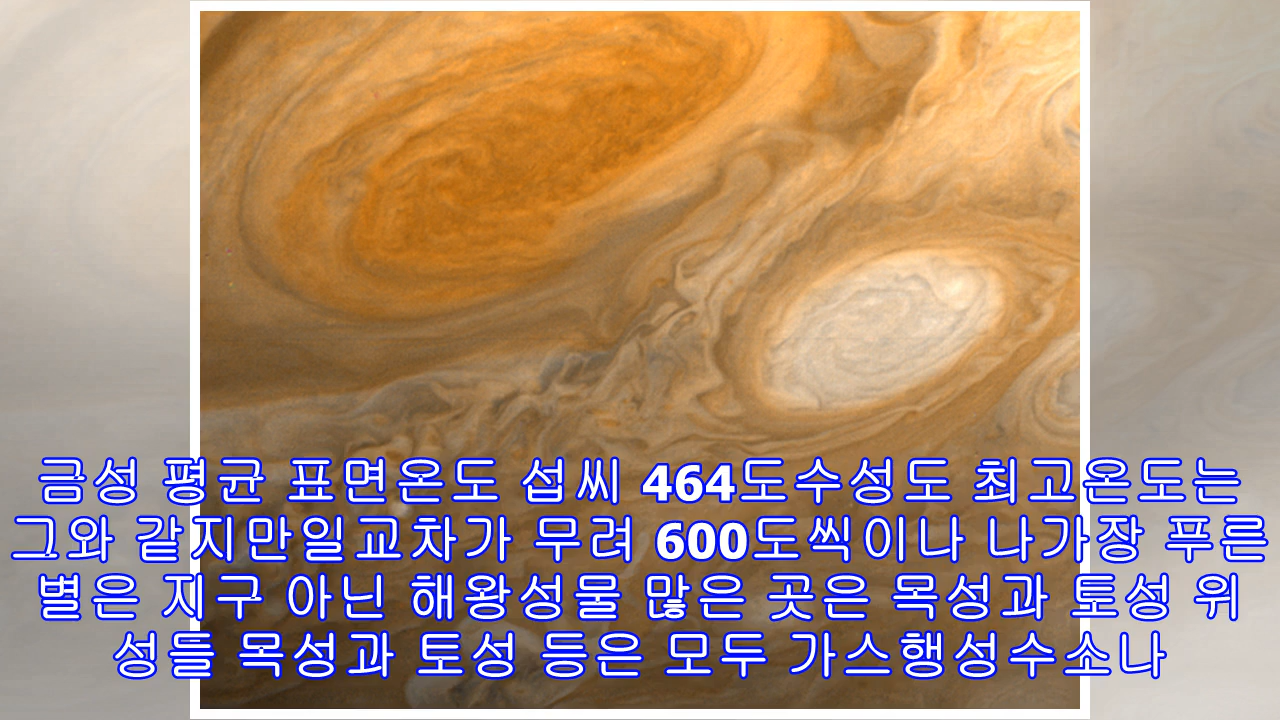 금성 평균 표면온도 섭씨 464도수성도 최고온도는
그와 같지만일교차가 무려 600도씩이나 나가장 푸른
별은 지구 아닌 해왕성물 많은 곳은 목성과 토성 위
성들 목성과 토성 등은 모두 가스행성수소나